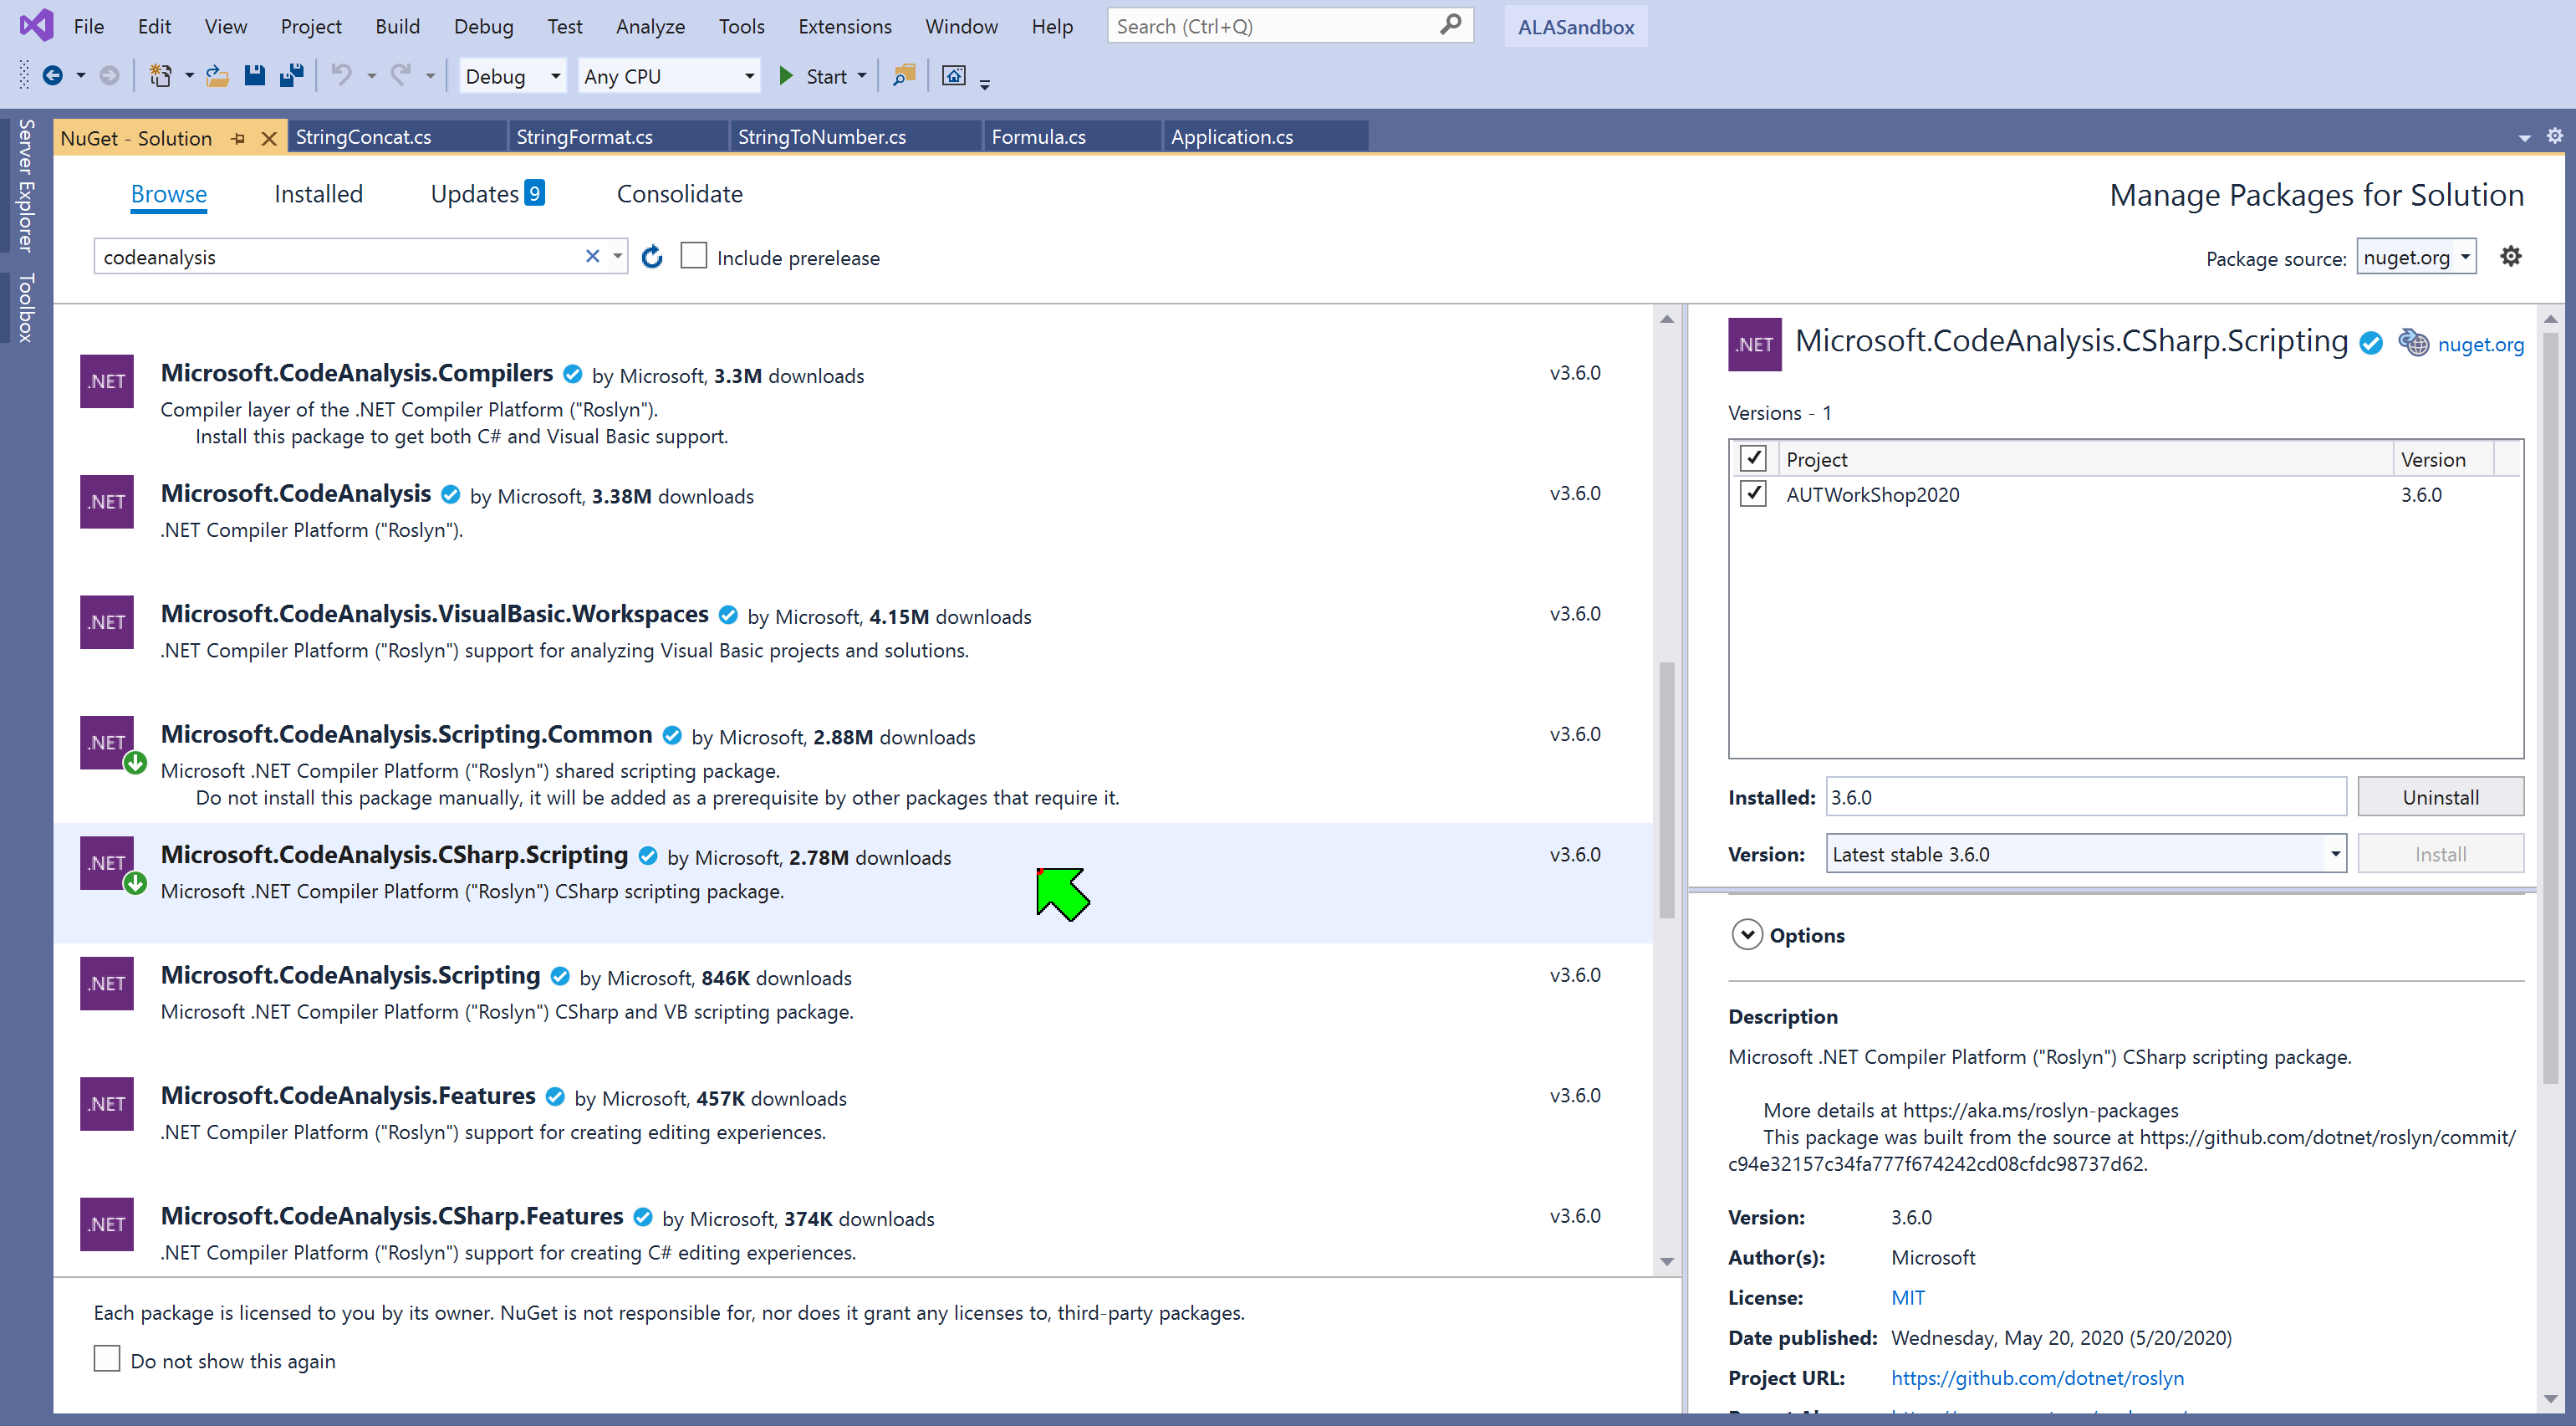 File Edit View Project Build Debug Test Analyze Tools Extensions Window Help Search (Ctrl+Q) ALASandbox
Debug Any CPU Start
Server Explorer
Toolbox
NuGet - Solution StringConcat.cs StringFormat.cs StringToNumber.cs Formula.cs Application.cs
Browse Installed Updates 9 Consolidate
Manage Packages for Solution
codeanalysis Include prerelease
Package source: nuget.org
.NET Microsoft.CodeAnalysis.Compilers by Microsoft, 3.3M downloads v3.6.0
Compiler layer of the .NET Compiler Platform ("Roslyn").
Install this package to get both C# and Visual Basic support.
.NET Microsoft.CodeAnalysis by Microsoft, 3.38M downloads v3.6.0
.NET Compiler Platform ("Roslyn").
.NET Microsoft.CodeAnalysis.VisualBasic.Workspaces by Microsoft, 4.15M downloads v3.6.0
.NET Compiler Platform ("Roslyn") support for analyzing Visual Basic projects and solutions.
.NET Microsoft.CodeAnalysis.Scripting.Common by Microsoft, 2.88M downloads v3.6.0
Microsoft .NET Compiler Platform ("Roslyn") shared scripting package.
Do not install this package manually, it will be added as a prerequisite by other packages that require it.
.NET Microsoft.CodeAnalysis.CSharp.Scripting by Microsoft, 2.78M downloads v3.6.0
Microsoft .NET Compiler Platform ("Roslyn") CSharp scripting package.
.NET Microsoft.CodeAnalysis.Scripting by Microsoft, 846K downloads v3.6.0
Microsoft .NET Compiler Platform ("Roslyn") CSharp and VB scripting package.
.NET Microsoft.CodeAnalysis.Features by Microsoft, 457K downloads v3.6.0
.NET Compiler Platform ("Roslyn") support for creating editing experiences.
.NET Microsoft.CodeAnalysis.CSharp.Features by Microsoft, 374K downloads v3.6.0
.NET Compiler Platform ("Roslyn") support for creating C# editing experiences.
Each package is licensed to you by its owner. NuGet is not responsible for, nor does it grant any licenses to, third-party packages.
Do not show this again
.NET Microsoft.CodeAnalysis.CSharp.Scripting nuget.org
Versions - 1
Project Version
AUTWorkShop2020 3.6.0
Installed: 3.6.0 Uninstall
Version: Latest stable 3.6.0 Install
Options
Description
Microsoft .NET Compiler Platform ("Roslyn") CSharp scripting package.
More details at https://aka.ms/roslyn-packages
This package was built from the source at https://github.com/dotnet/roslyn/commit/
c94e32157c34fa777f674242cd08cfdc98737d62.
Version: 3.6.0
Author(s): Microsoft
License: MIT
Date published: Wednesday, May 20, 2020 (5/20/2020)
Project URL: https://github.com/dotnet/roslyn